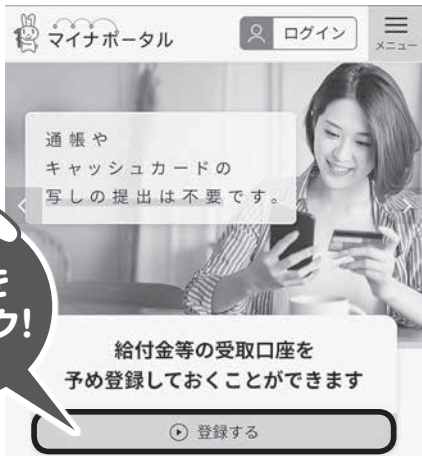 マイナポータル
ログイン
メニュー
通帳や
キャッシュカードの
写しの提出は不要です。
ク!
給付金等の受取口座を
予め登録しておくことができます
登録する